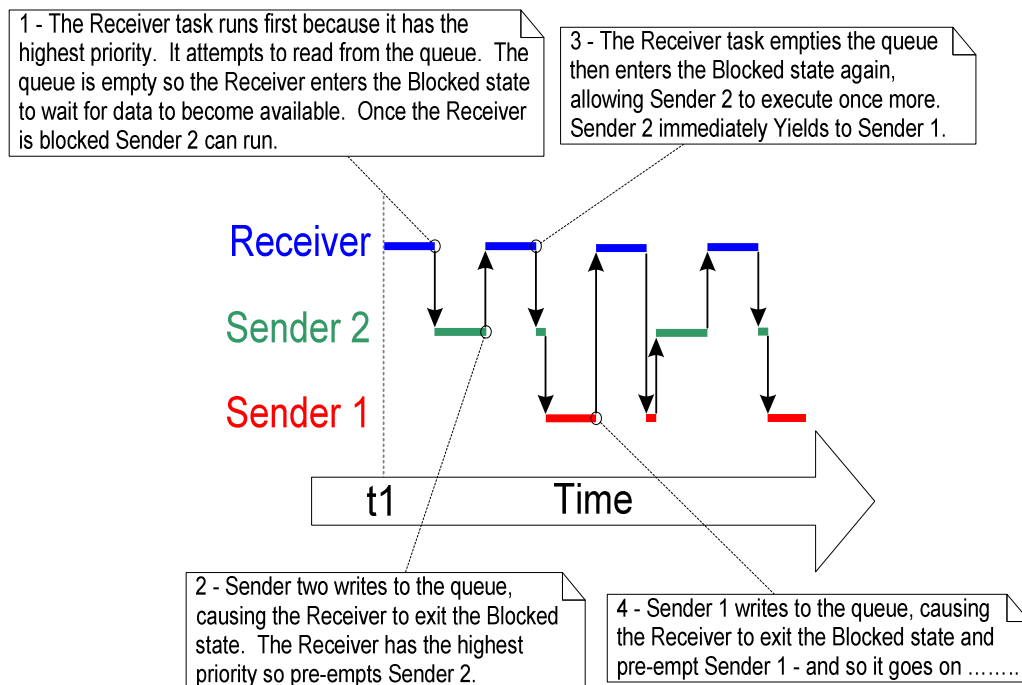 1 - The Receiver task runs first because it has the
highest priority. It attempts to read from the queue. The
queue is empty so the Receiver enters the Blocked state
to wait for data to become available. Once the Receiver
is blocked Sender 2 can run.
3 - The Receiver task empties the queue
then enters the Blocked state again,
allowing Sender 2 to execute once more.
Sender 2 immediately Yields to Sender 1.
Receiver
Sender 2
Sender 1
t1
Time
2 - Sender two writes to the queue,
causing the Receiver to exit the Blocked
state. The Receiver has the highest
priority so pre-empts Sender 2.
4 - Sender 1 writes to the queue, causing
the Receiver to exit the Blocked state and
pre-empt Sender 1 - and so it goes on ........